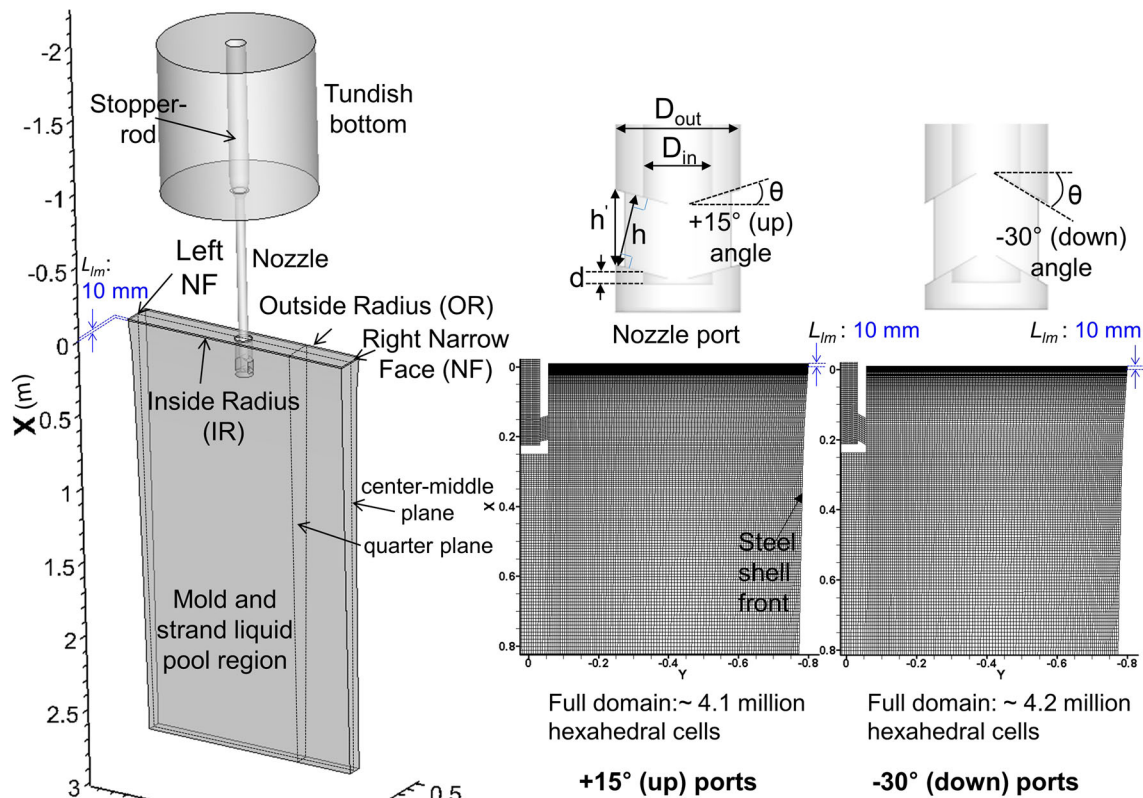 -2
-1.5
-1
-0.5
0
0.5
1
1.5
2
2.5
3
X (m)
0.5
Stopper-
rod
Tundish
bottom
Left
NF
Nozzle
L_lm:
10 mm
Outside Radius (OR)
Right Narrow
Face (NF)
Inside Radius
(IR)
center-middle
plane
quarter plane
Mold and
strand liquid
pool region
D_out
D_in
θ
h'
h
d
+15° (up)
angle
Nozzle port
θ
-30° (down)
angle
L_lm: 10 mm
L_lm: 10 mm
0
0.2
X 0.4
0.6
0.8
0 -0.2 -0.4 -0.6 -0.8
Y
Steel
shell
front
0
0.2
0.4
0.6
0.8
0 -0.2 -0.4 -0.6 -0.8
Y
Full domain:~ 4.1 million
hexahedral cells
+15° (up) ports
Full domain: ~ 4.2 million
hexahedral cells
-30° (down) ports